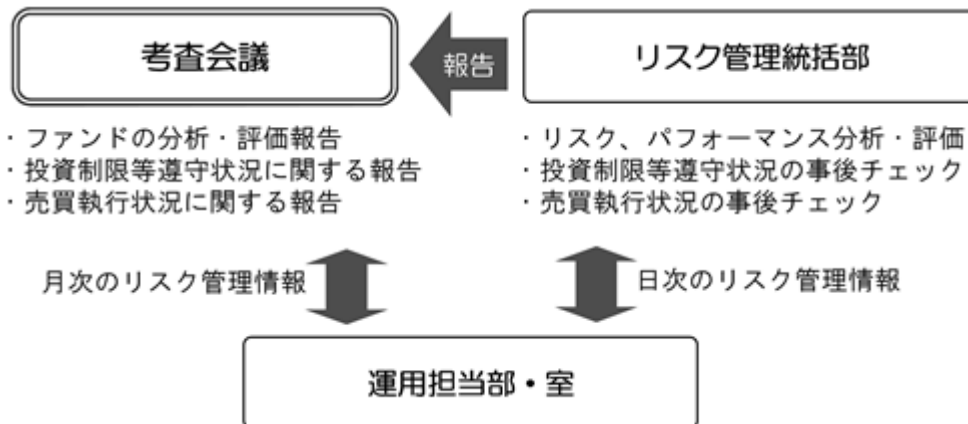 考査会議
報告
リスク管理統括部
・ファンドの分析・評価報告
・投資制限等遵守状況に関する報告
・売買執行状況に関する報告
・リスク、パフォーマンス分析・評価
・投資制限等遵守状況の事後チェック
・売買執行状況の事後チェック
月次のリスク管理情報
日次のリスク管理情報
運用担当部・室